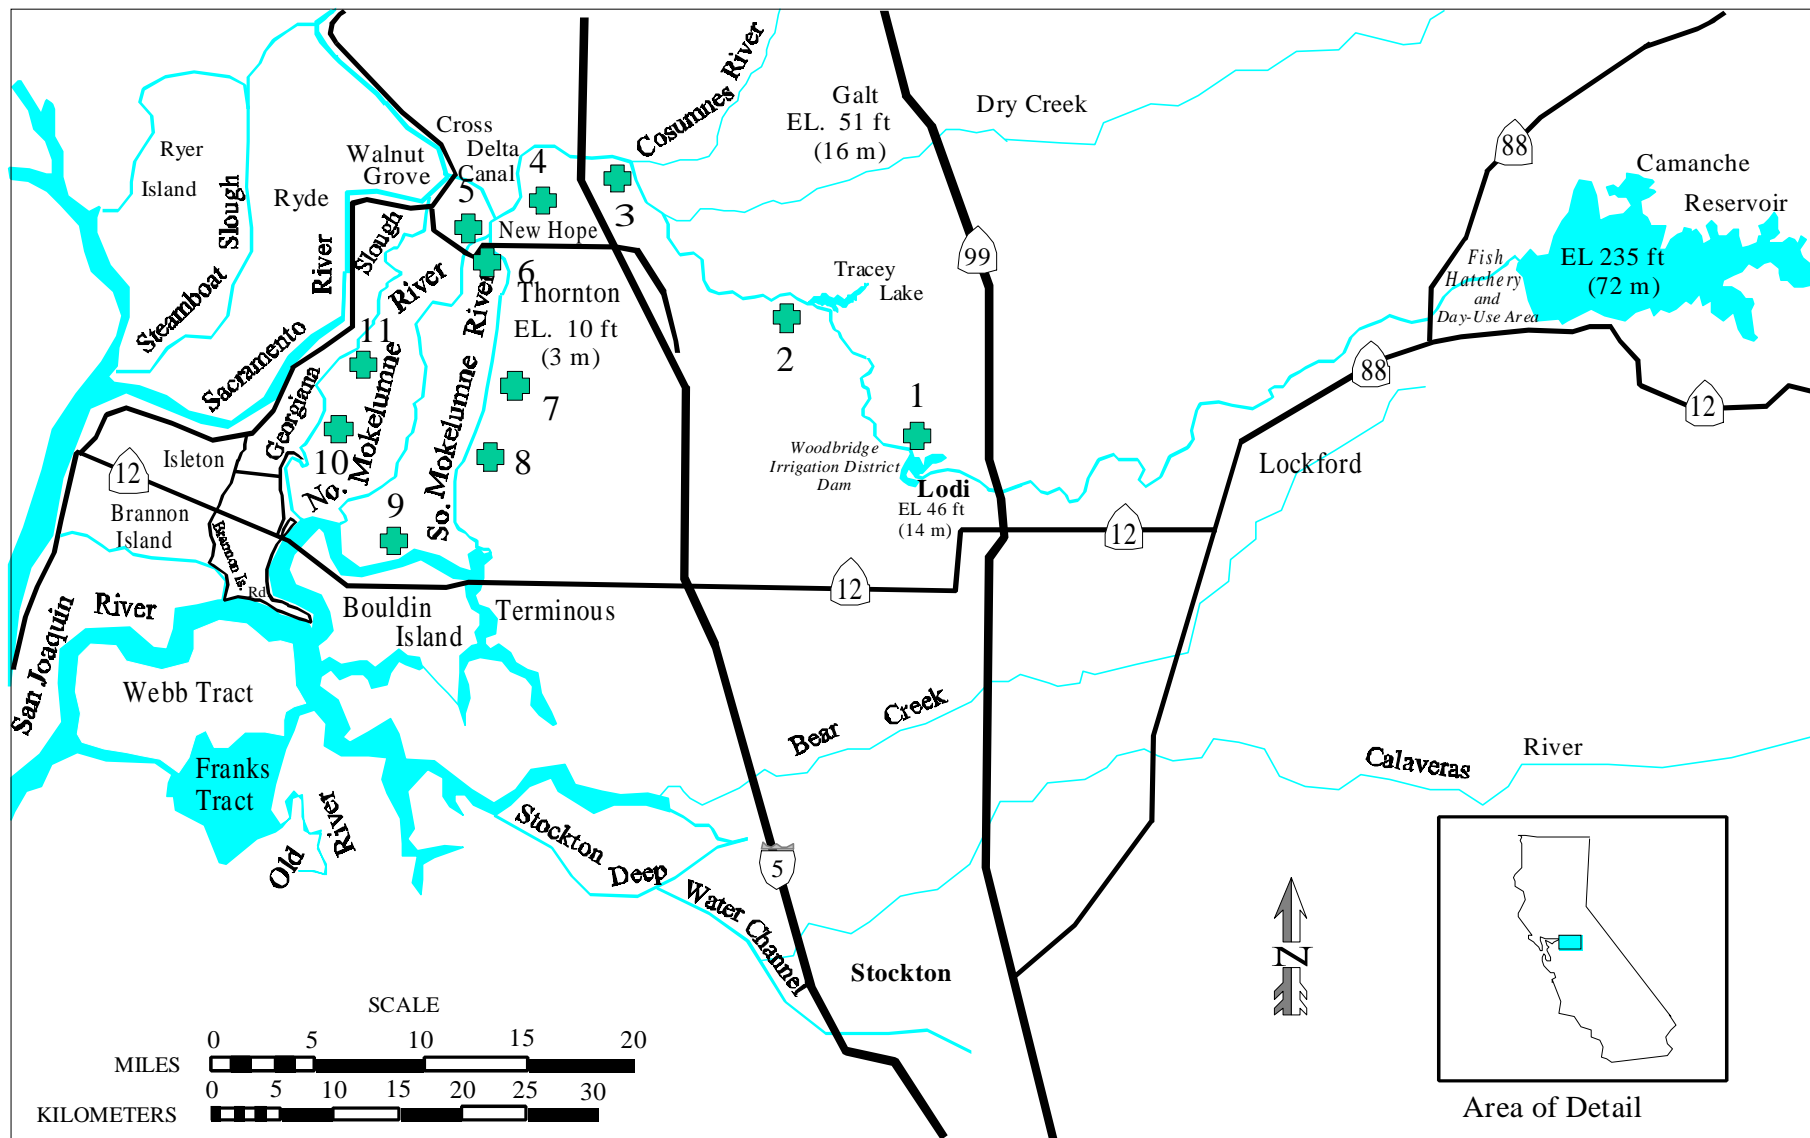 Cosumnes River
Galt
EL. 51 ft
(16 m)
Dry Creek
88
Camanche
Reservoir
EL 235 ft
(72 m)
Fish
Hatchery
and
Day-Use Area
Ryer
Island
Steamboat Slough
Ryde
Walnut
Grove
Cross
Delta
Canal
4
5
3
New Hope
6
99
Tracey
Lake
2
Thornton
EL. 10 ft
(3 m)
Sacramento River
Georgiana Slough
No. Mokelumne River
So. Mokelumne River
11
7
8
10
9
1
Woodbridge
Irrigation District
Dam
Lodi
EL 46 ft
(14 m)
88
12
Lockford
12
12
12
Isleton
Brannon
Island
Brannon Is.
Rd.
San Joaquin River
Bouldin
Island
Terminous
Webb Tract
Franks
Tract
Old River
Bear Creek
Calaveras River
Stockton Deep Water Channel
5
Stockton
N
SCALE
0 5 10 15 20
MILES
0 5 10 15 20 25 30
KILOMETERS
Area of Detail